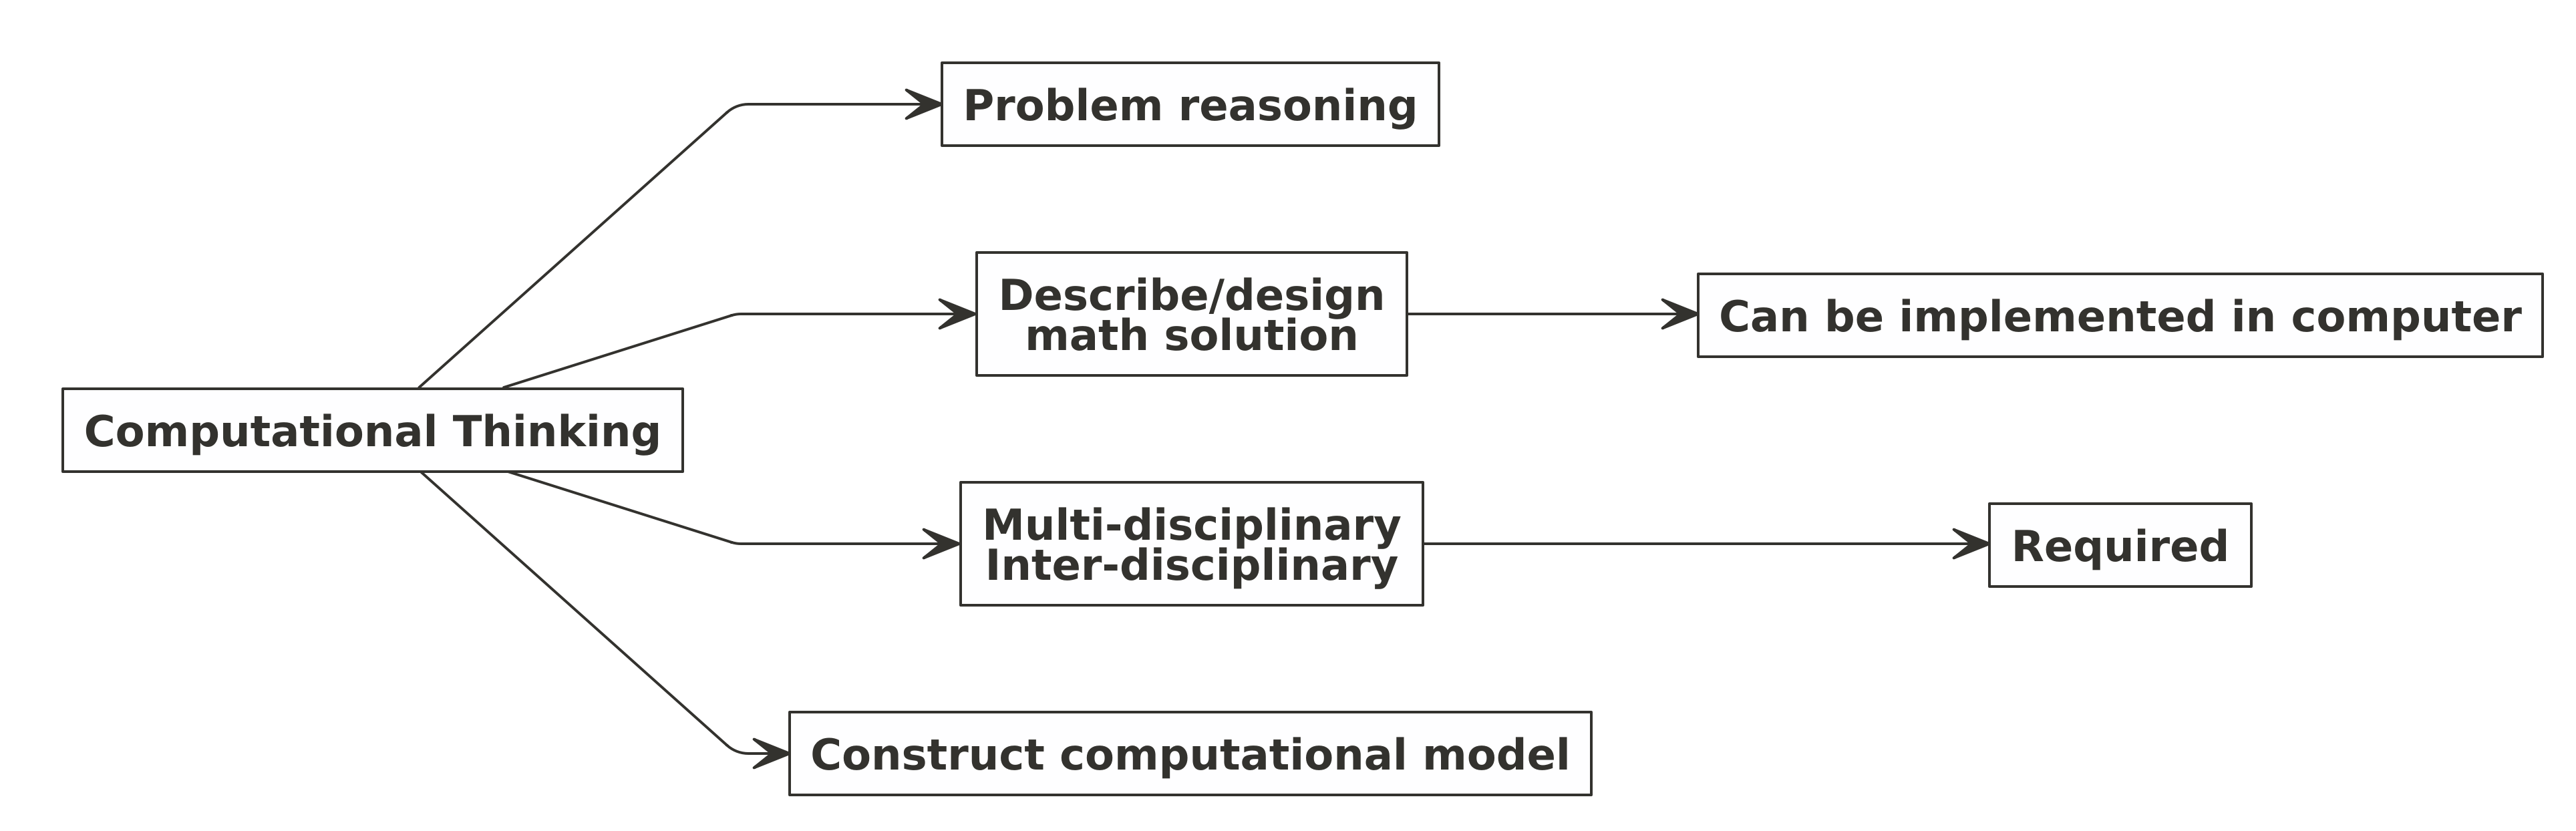 Problem reasoning
Describe/design
math solution
Can be implemented in computer
Computational Thinking
Multi-disciplinary
Inter-disciplinary
Required
Construct computational model